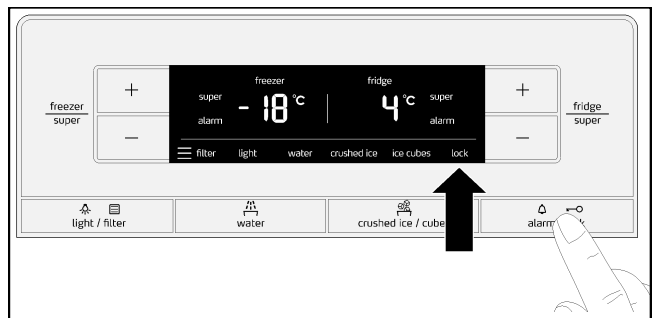 freezer
super
+
−
freezer
super
alarm
- 18 °C
fridge
4 °C
super
alarm
filter
light
water
crushed ice
ice cubes
lock
+
−
fridge
super
light / filter
water
crushed ice / cube
alarm